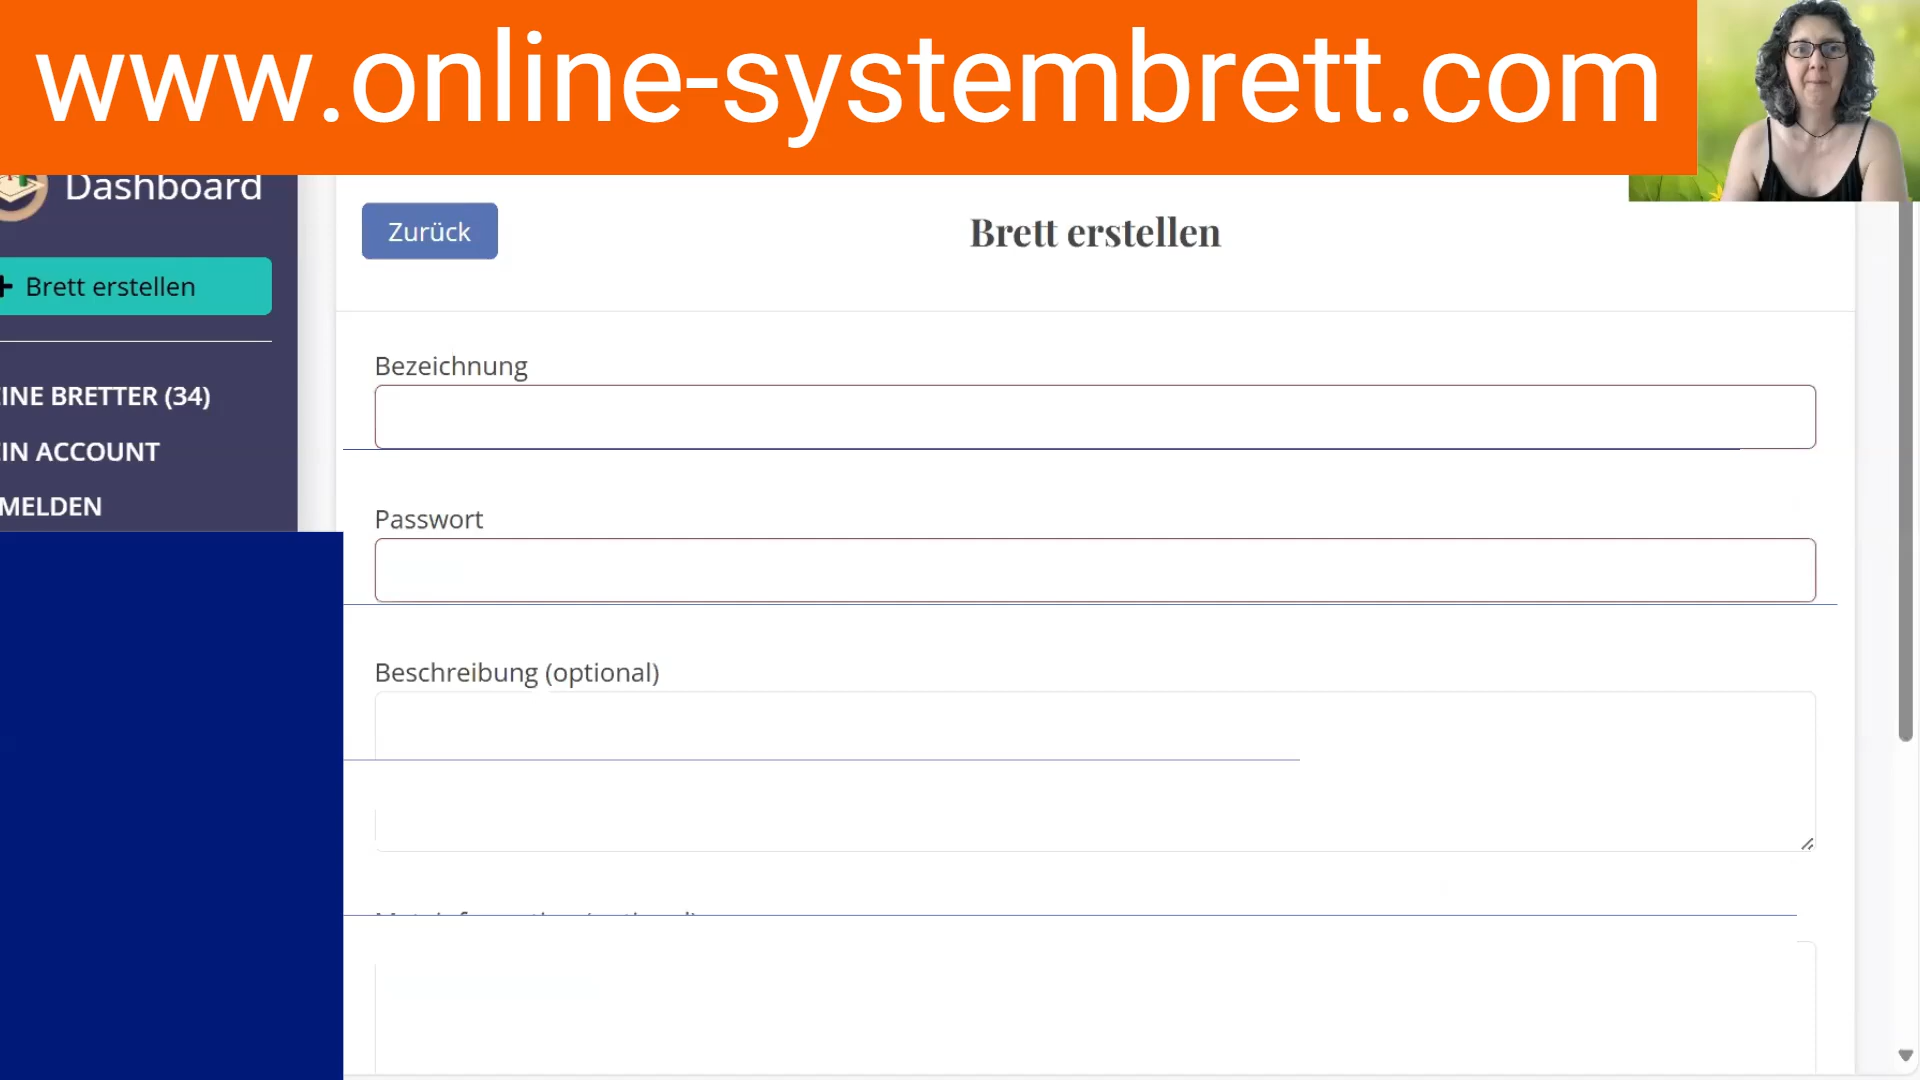 www.online-systembrett.com
Dashboard
Zurück
Brett erstellen
+ Brett erstellen
Bezeichnung
INE BRETTER (34)
IN ACCOUNT
MELDEN
Passwort
Beschreibung (optional)